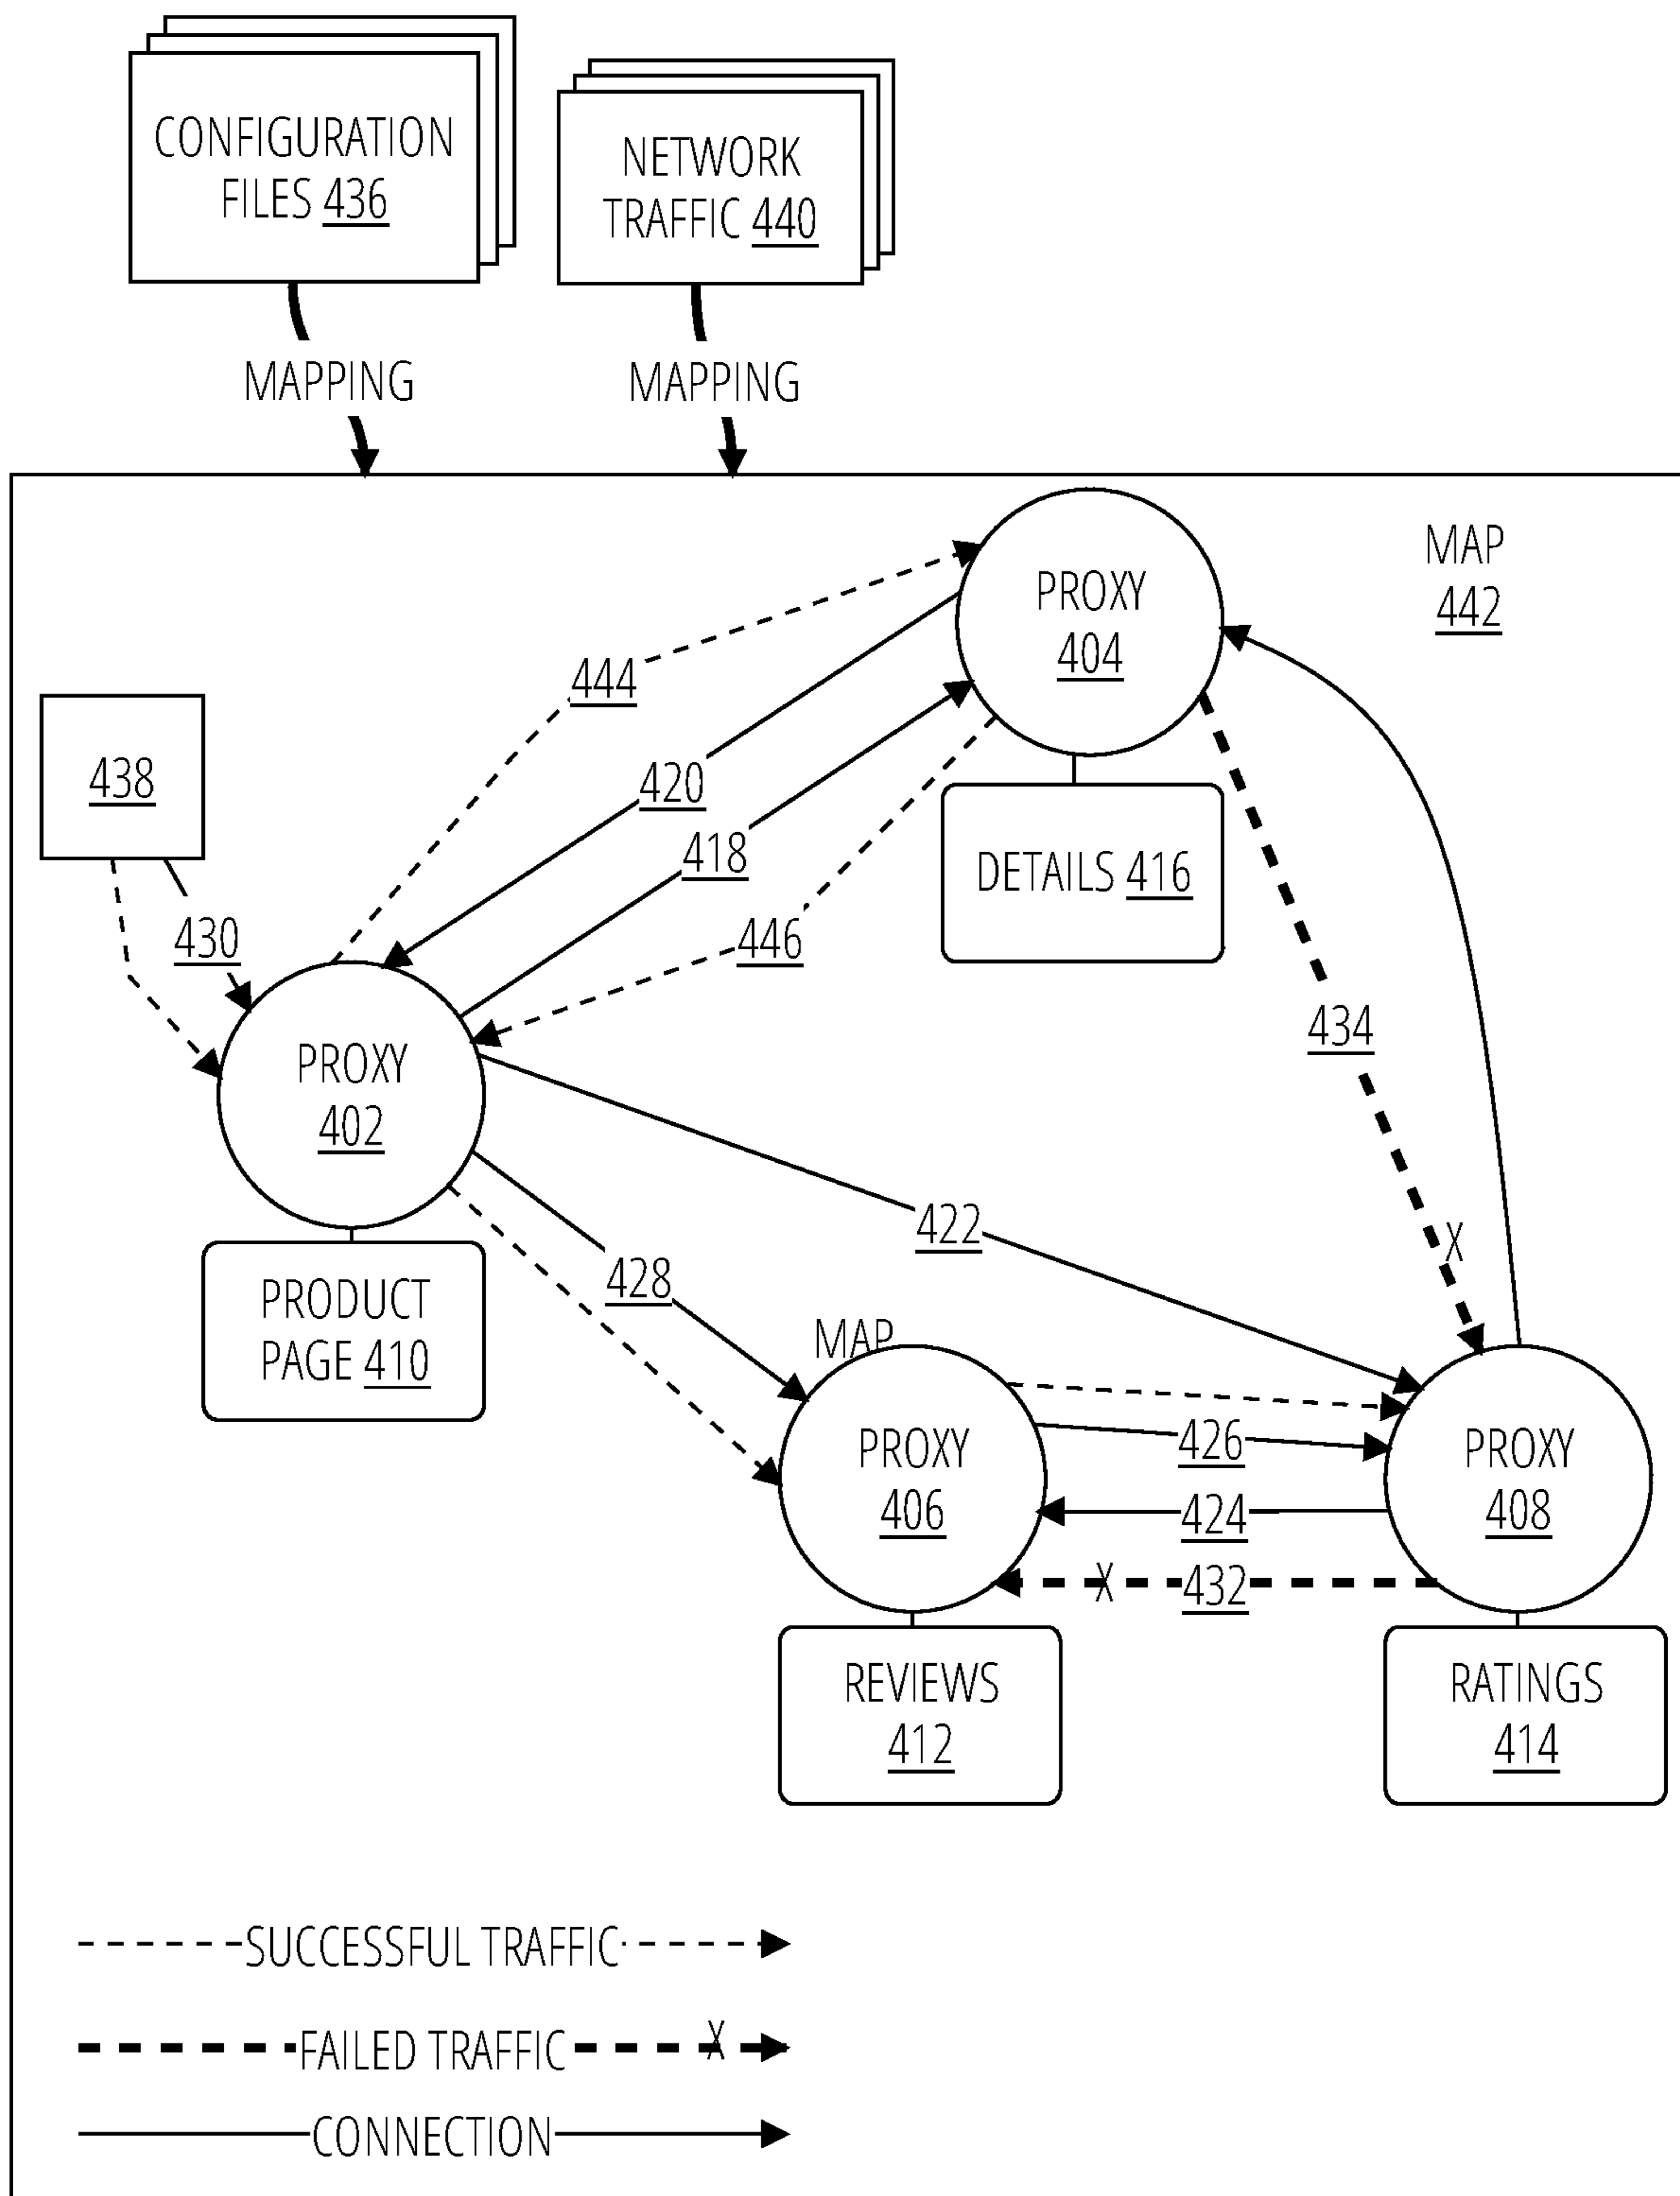 CONFIGURATION
FILES 436
NETWORK
TRAFFIC 440
MAPPING
MAPPING
MAP
442
PROXY
404
444
438
420
418
DETAILS 416
430
446
434
PROXY
402
X
422
428
PRODUCT
PAGE 410
MAP
PROXY
406
426
PROXY
408
424
X
432
REVIEWS
412
RATINGS
414
SUCCESSFUL TRAFFIC
FAILED TRAFFIC
X
CONNECTION